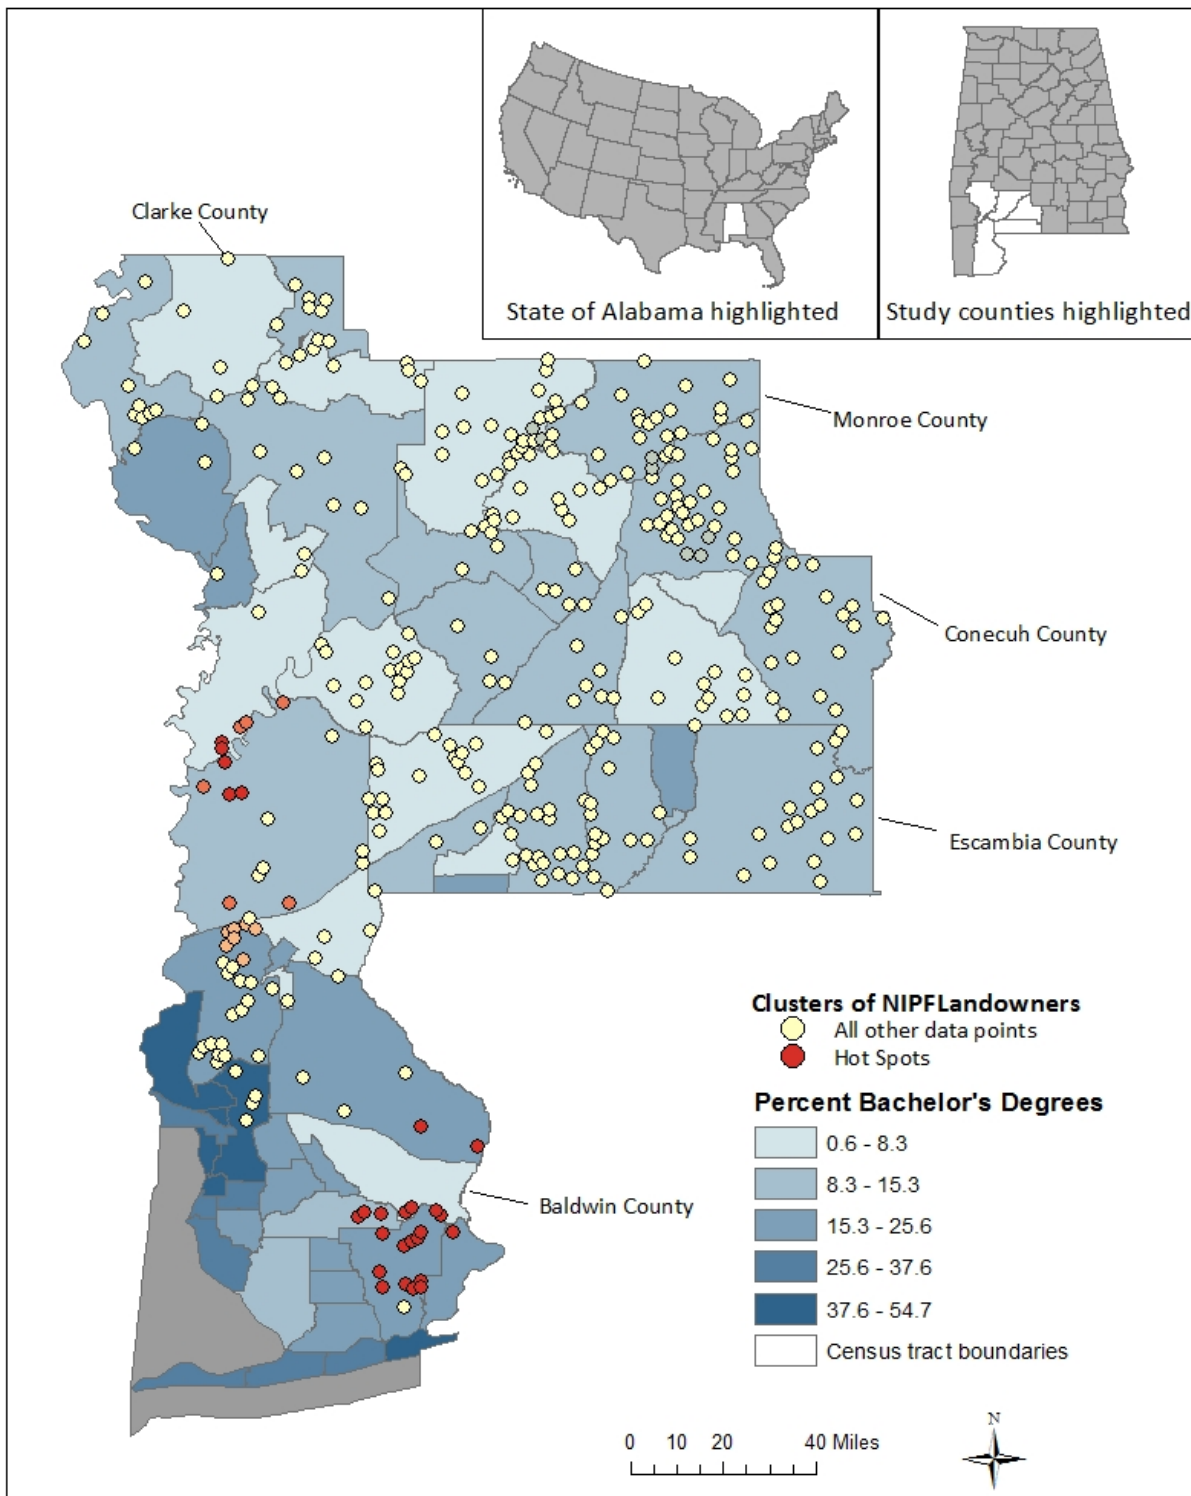 State of Alabama highlighted
Study counties highlighted
Clarke County
Monroe County
Conecuh County
Escambia County
Baldwin County
Clusters of NIPFLandowners
All other data points
Hot Spots
Percent Bachelor's Degrees
0.6 - 8.3
8.3 - 15.3
15.3 - 25.6
25.6 - 37.6
37.6 - 54.7
Census tract boundaries
0 10 20 40 Miles
N